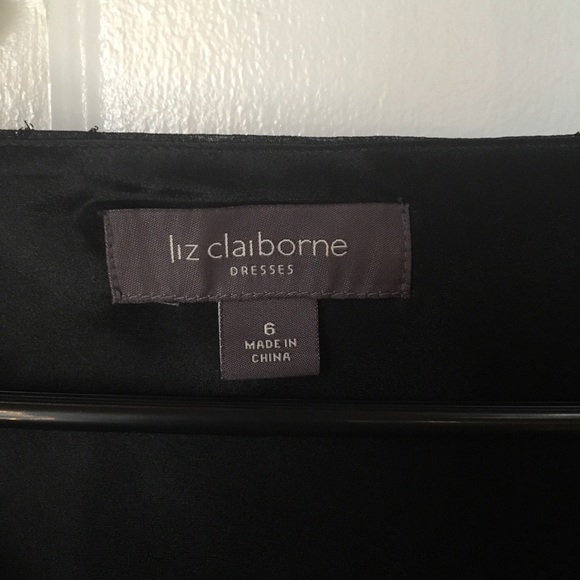 liz claiborne
DRESSES
6
MADE IN
CHINA